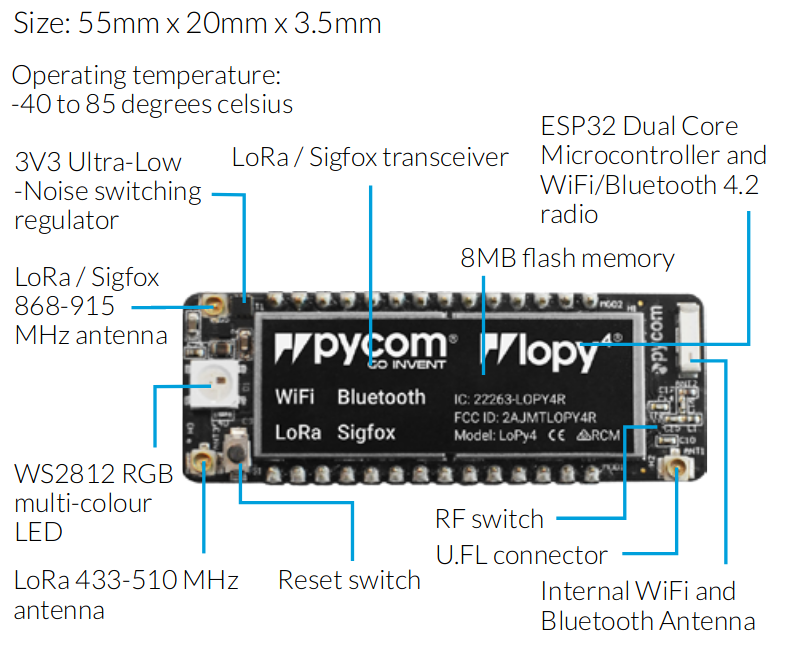 Size: 55mm x 20mm x 3.5mm
Operating temperature:
-40 to 85 degrees celsius
3V3 Ultra-Low
-Noise switching
regulator
LoRa / Sigfox transceiver
ESP32 Dual Core
Microcontroller and
WiFi/Bluetooth 4.2
radio
8MB flash memory
LoRa / Sigfox
868-915
MHz antenna
pycom®
GO INVENT
lopy4®
WiFi Bluetooth
LoRa Sigfox
IC: 22263-LOPY4R
FCC ID: 2AJMTLOPY4R
Model: LoPy4 CE RCM
pycom
C10
ANT1
WS2812 RGB
multi-colour
LED
LoRa 433-510 MHz
antenna
Reset switch
RF switch
U.FL connector
Internal WiFi and
Bluetooth Antenna